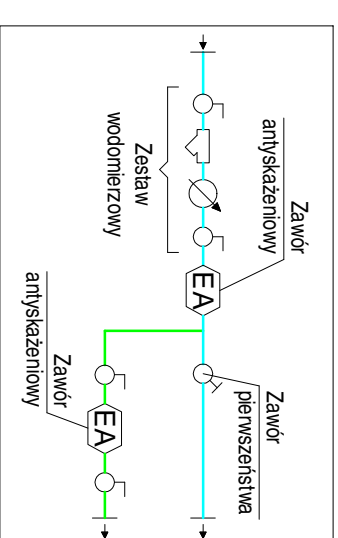 Zawór
antyskażeniowy
Zawór
pierwszeństwa
EA
Zestaw
wodomierzowy
EA
Zawór
antyskażeniowy